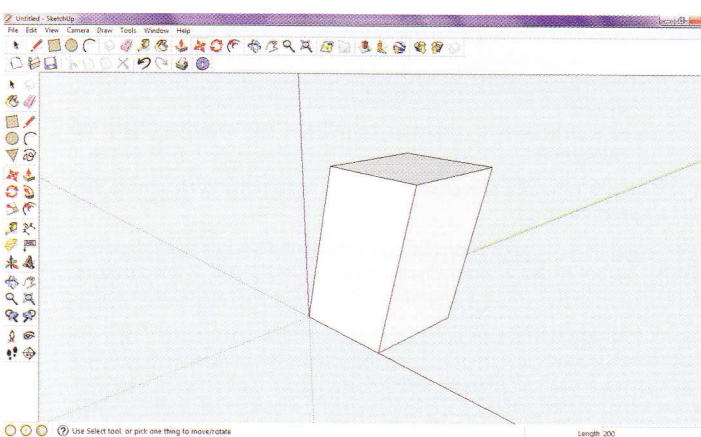 Untitled - SketchUp
File Edit View Camera Draw Tools Window Help
Use Select tool, or pick one thing to move/rotate
Length 200